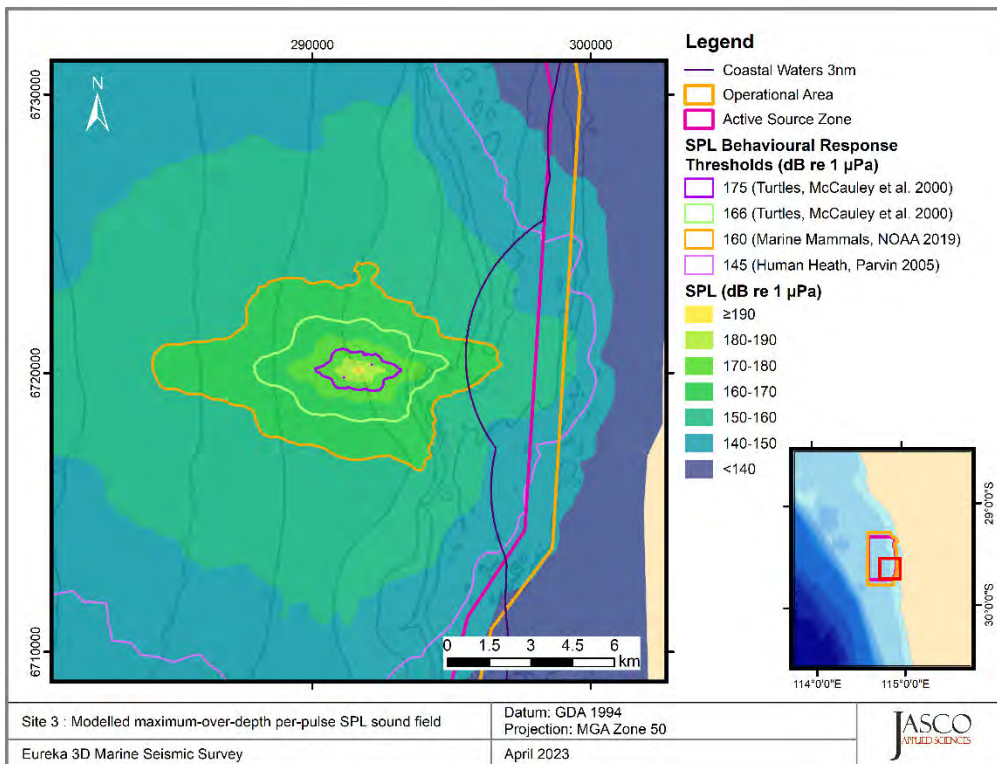 290000
300000
6730000
6720000
6710000
N
0 1.5 3 4.5 6
km
Legend
Coastal Waters 3nm
Operational Area
Active Source Zone
SPL Behavioural Response
Thresholds (dB re 1 µPa)
175 (Turtles, McCauley et al. 2000)
166 (Turtles, McCauley et al. 2000)
160 (Marine Mammals, NOAA 2019)
145 (Human Heath, Parvin 2005)
SPL (dB re 1 µPa)
≥190
180-190
170-180
160-170
150-160
140-150
<140
29°0'0"S
30°0'0"S
114°0'0"E
115°0'0"E
Site 3 : Modelled maximum-over-depth per-pulse SPL sound field
Datum: GDA 1994
Projection: MGA Zone 50
Eureka 3D Marine Seismic Survey
April 2023
JASCO
APPLIED SCIENCES